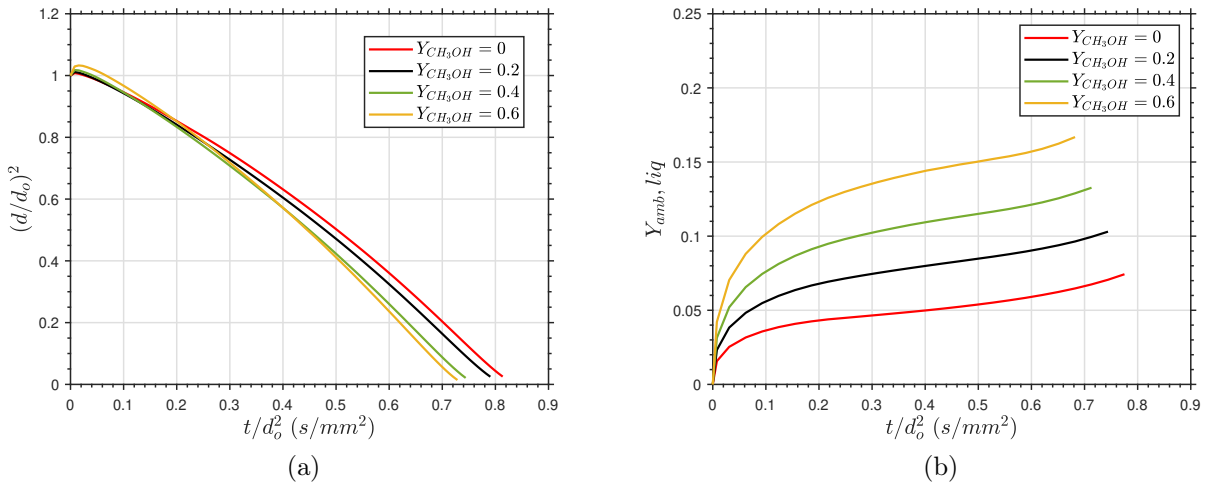 1.2
1
0.8
0.6
0.4
0.2
0
(d/d_o)^2
Y_{CH_3OH} = 0
Y_{CH_3OH} = 0.2
Y_{CH_3OH} = 0.4
Y_{CH_3OH} = 0.6
0 0.1 0.2 0.3 0.4 0.5 0.6 0.7 0.8 0.9
t/d_o^2 (s/mm^2)
(a)
0.25
0.2
0.15
0.1
0.05
0
Y_{amb}, liq
Y_{CH_3OH} = 0
Y_{CH_3OH} = 0.2
Y_{CH_3OH} = 0.4
Y_{CH_3OH} = 0.6
0 0.1 0.2 0.3 0.4 0.5 0.6 0.7 0.8 0.9
t/d_o^2 (s/mm^2)
(b)